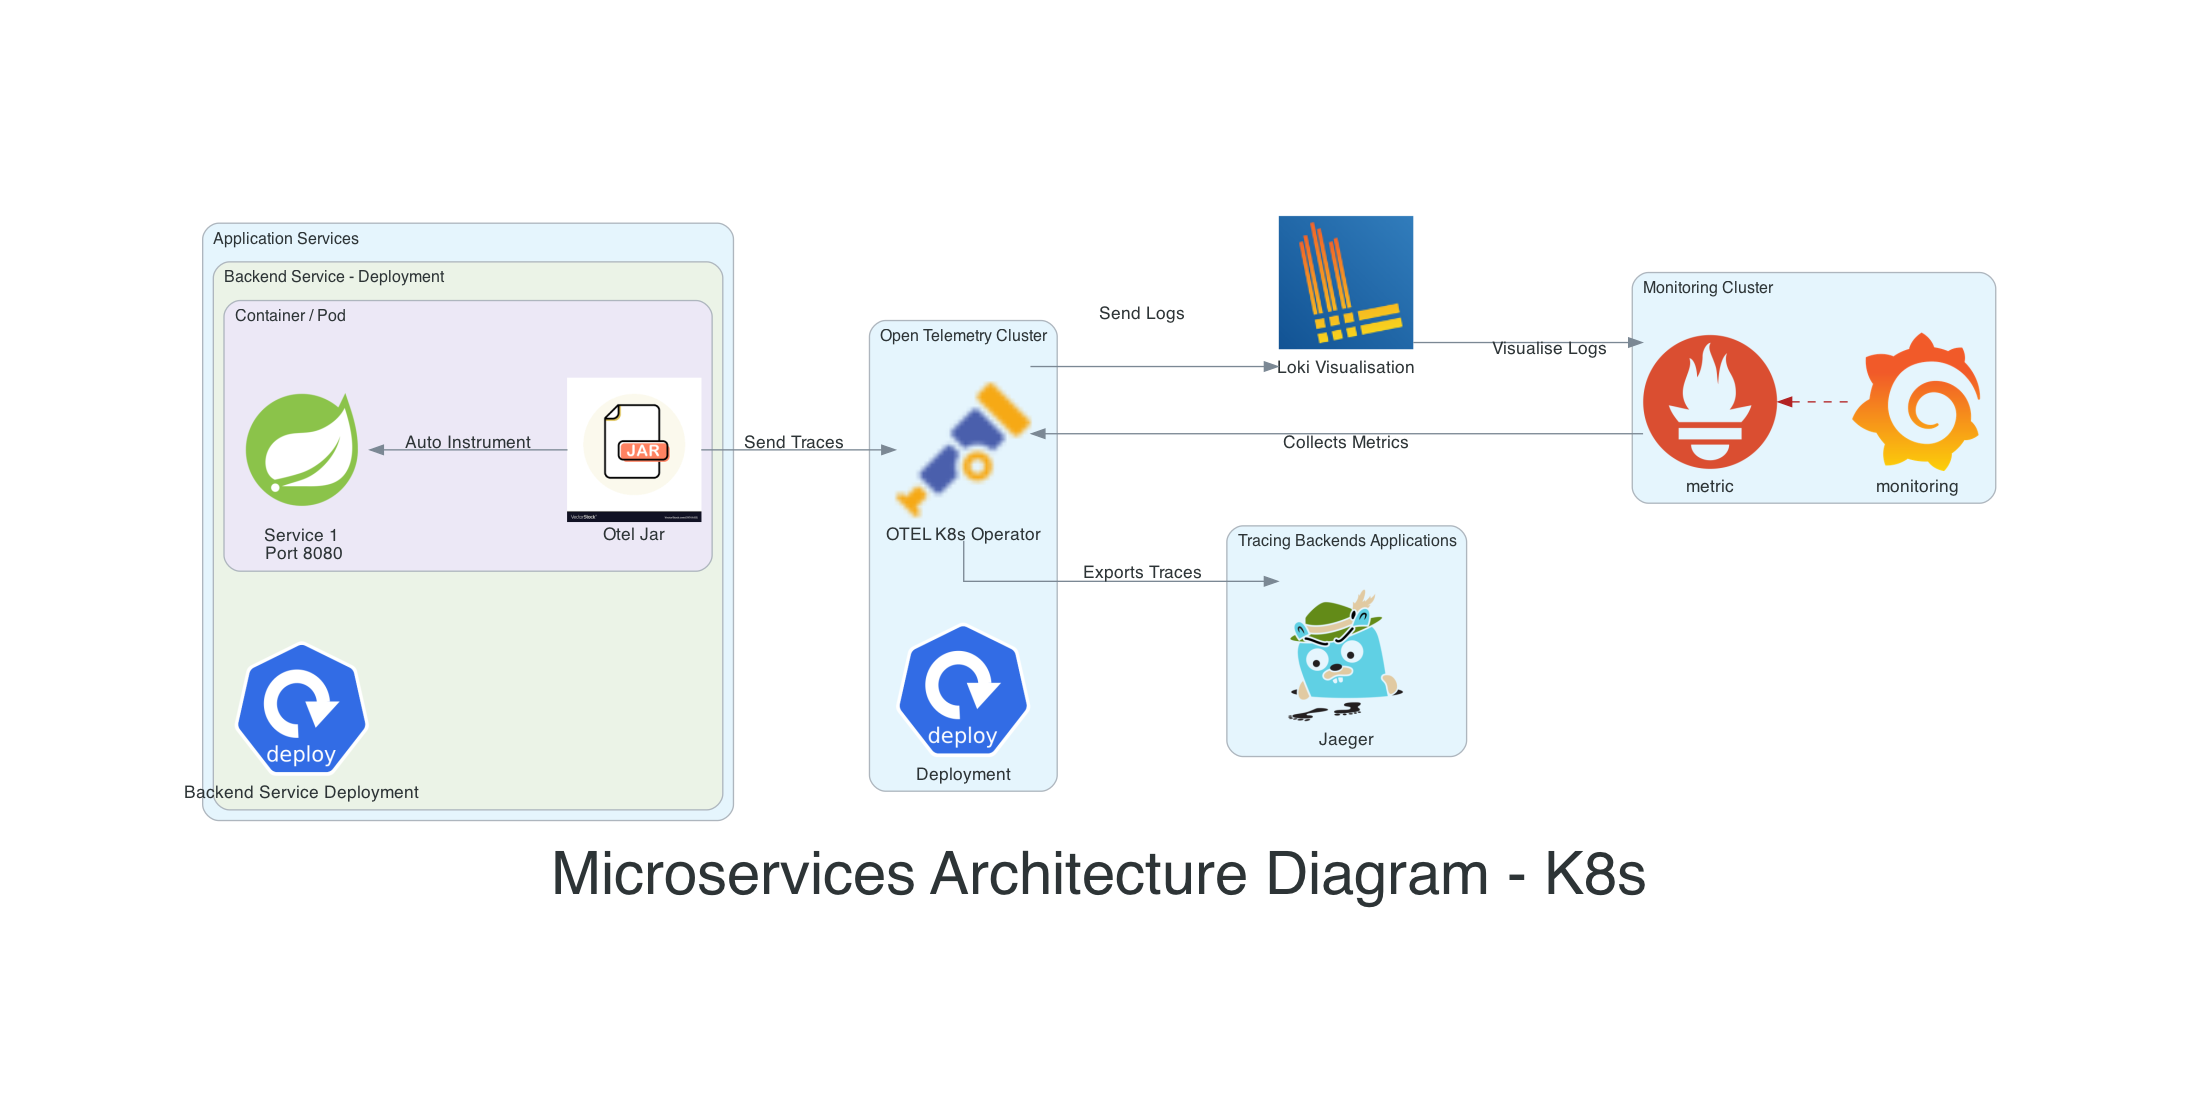 Application Services
Backend Service - Deployment
Container / Pod
Service 1
Port 8080
Auto Instrument
JAR
VectorStock
Otel Jar
deploy
Backend Service Deployment
Send Traces
Open Telemetry Cluster
OTEL K8s Operator
deploy
Deployment
Send Logs
Loki Visualisation
Visualise Logs
Collects Metrics
Exports Traces
Tracing Backends Applications
Jaeger
Monitoring Cluster
metric
monitoring
Microservices Architecture Diagram - K8s